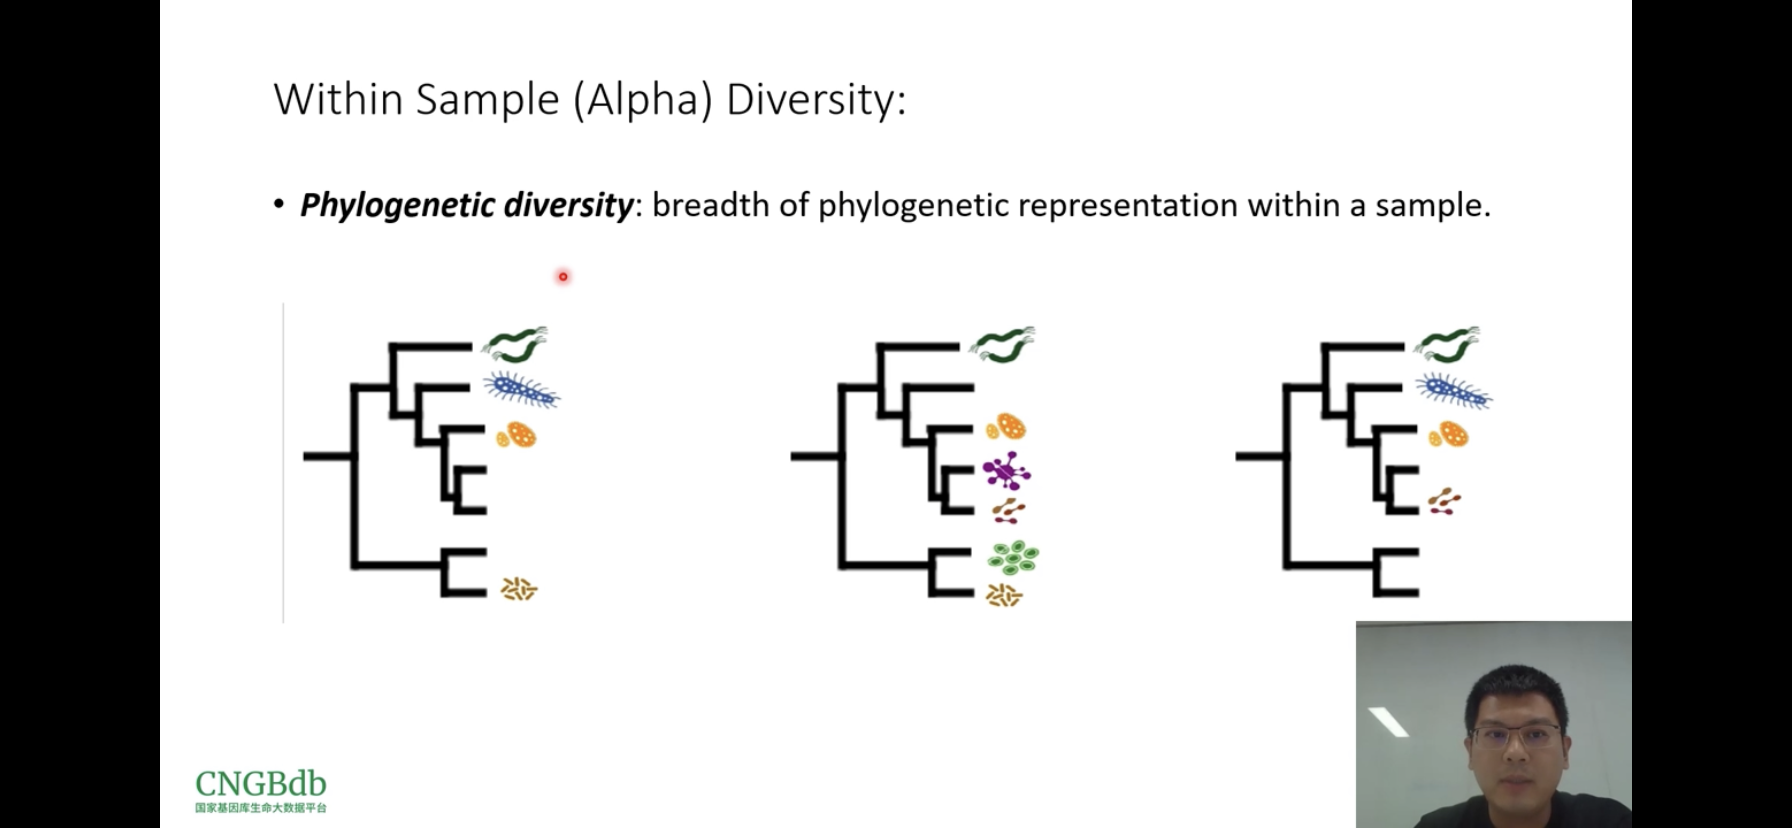 Within Sample (Alpha) Diversity:
• Phylogenetic diversity: breadth of phylogenetic representation within a sample.
CNGBdb
国家基因库生命大数据平台